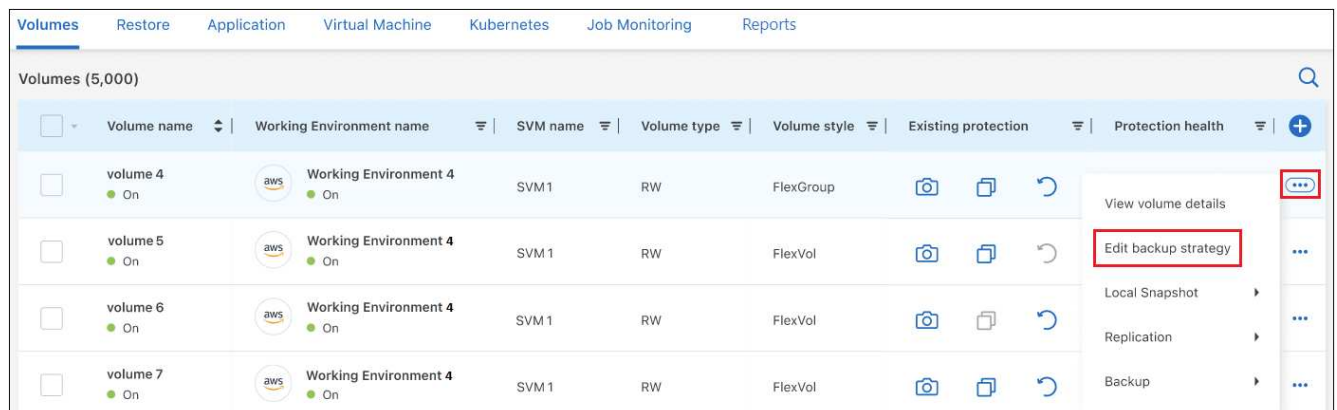 Volumes Restore Application Virtual Machine Kubernetes Job Monitoring Reports
Volumes (5,000)
Volume name Working Environment name SVM name Volume type Volume style Existing protection Protection health
volume 4 aws Working Environment 4 SVM1 RW FlexGroup
On On
View volume details
volume 5 aws Working Environment 4 SVM1 RW FlexVol
On On
Edit backup strategy
Local Snapshot
volume 6 aws Working Environment 4 SVM1 RW FlexVol
On On
Replication
volume 7 aws Working Environment 4 SVM1 RW FlexVol
On On
Backup